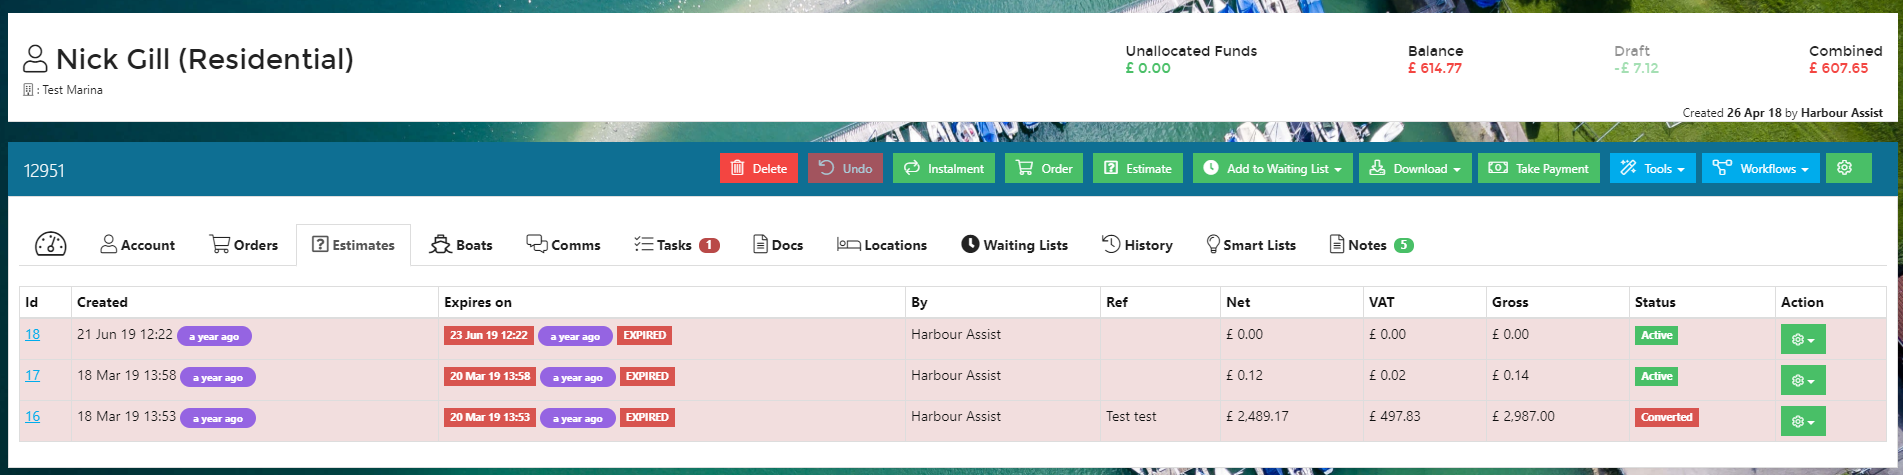 Nick Gill (Residential)
: Test Marina
Unallocated Funds
£ 0.00
Balance
£ 614.77
Draft
-£ 7.12
Combined
£ 607.65
Created 26 Apr 18 by Harbour Assist
12951
Delete Undo Instalment Order Estimate Add to Waiting List Download Take Payment Tools Workflows
Account Orders Estimates Boats Comms Tasks 1 Docs Locations Waiting Lists History Smart Lists Notes 5
Id Created Expires on By Ref Net VAT Gross Status Action
18 21 Jun 19 12:22 a year ago 23 Jun 19 12:22 a year ago EXPIRED Harbour Assist £ 0.00 £ 0.00 £ 0.00 Active
17 18 Mar 19 13:58 a year ago 20 Mar 19 13:58 a year ago EXPIRED Harbour Assist £ 0.12 £ 0.02 £ 0.14 Active
16 18 Mar 19 13:53 a year ago 20 Mar 19 13:53 a year ago EXPIRED Harbour Assist Test test £ 2,489.17 £ 497.83 £ 2,987.00 Converted